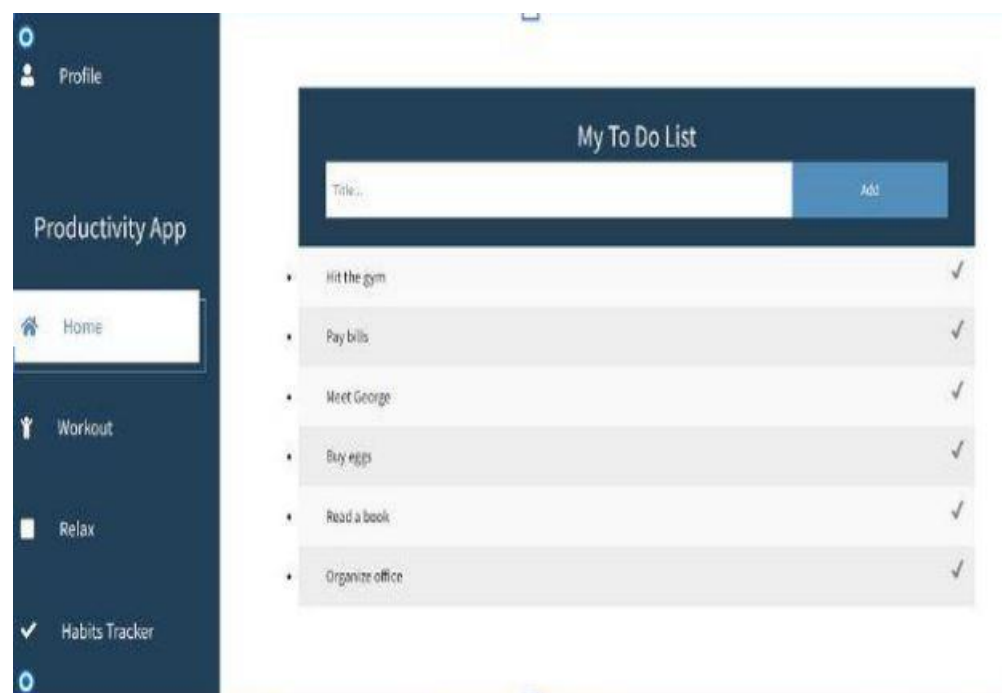 Profile
Productivity App
Home
Workout
Relax
Habits Tracker
My To Do List
Title...
Add
Hit the gym
Pay bills
Meet George
Buy eggs
Read a book
Organize office